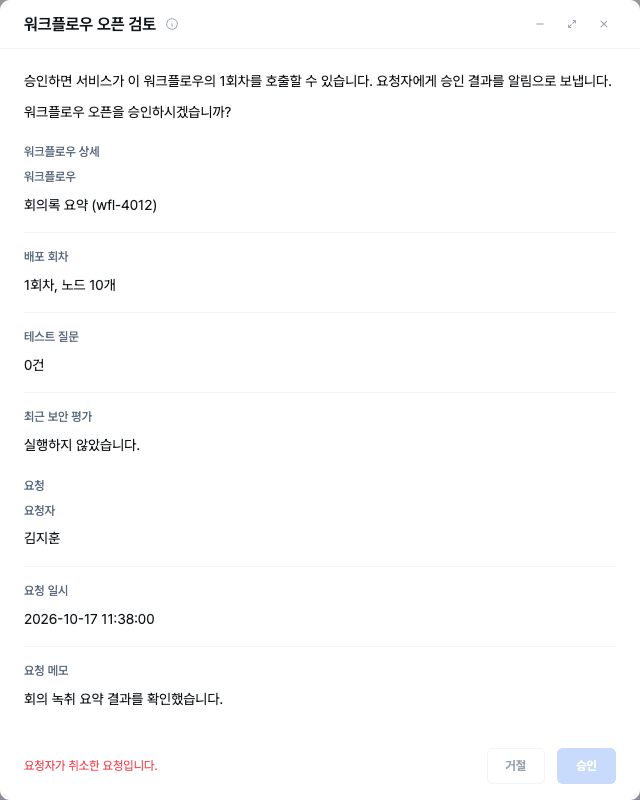 워크플로우 오픈 검토
승인하면 서비스가 이 워크플로우의 1회차를 호출할 수 있습니다. 요청자에게 승인 결과를 알림으로 보냅니다.
워크플로우 오픈을 승인하시겠습니까?
워크플로우 상세
워크플로우
회의록 요약 (wfl-4012)
배포 회차
1회차, 노드 10개
테스트 질문
0건
최근 보안 평가
실행하지 않았습니다.
요청
요청자
김지훈
요청 일시
2026-10-17 11:38:00
요청 메모
회의 녹취 요약 결과를 확인했습니다.
요청자가 취소한 요청입니다.
거절
승인